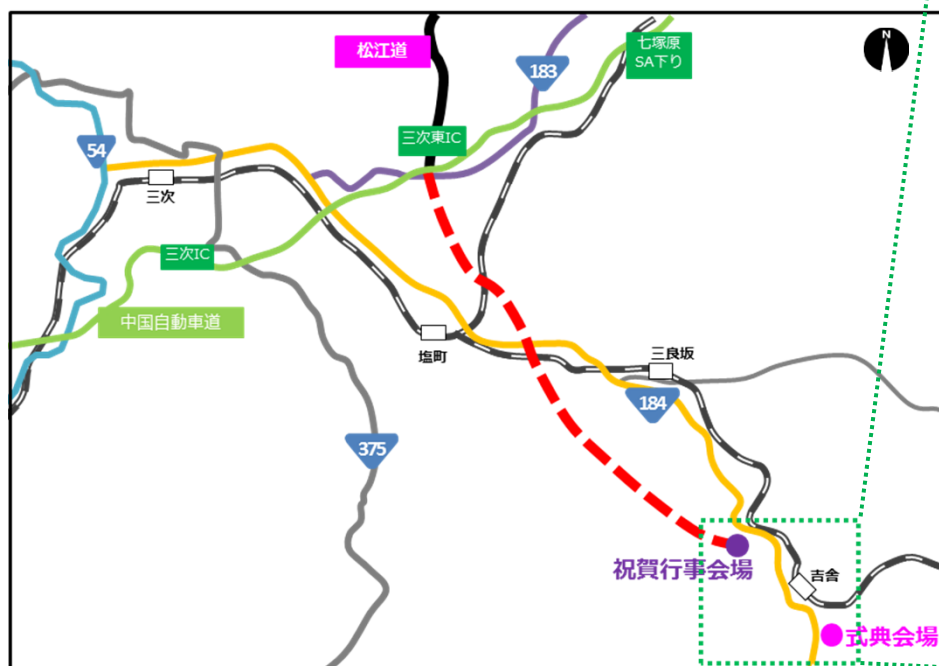 松江道
七塚原
SA下り
N
183
三次東IC
54
三次
三次IC
中国自動車道
塩町
三良坂
184
375
祝賀行事会場
吉舎
式典会場